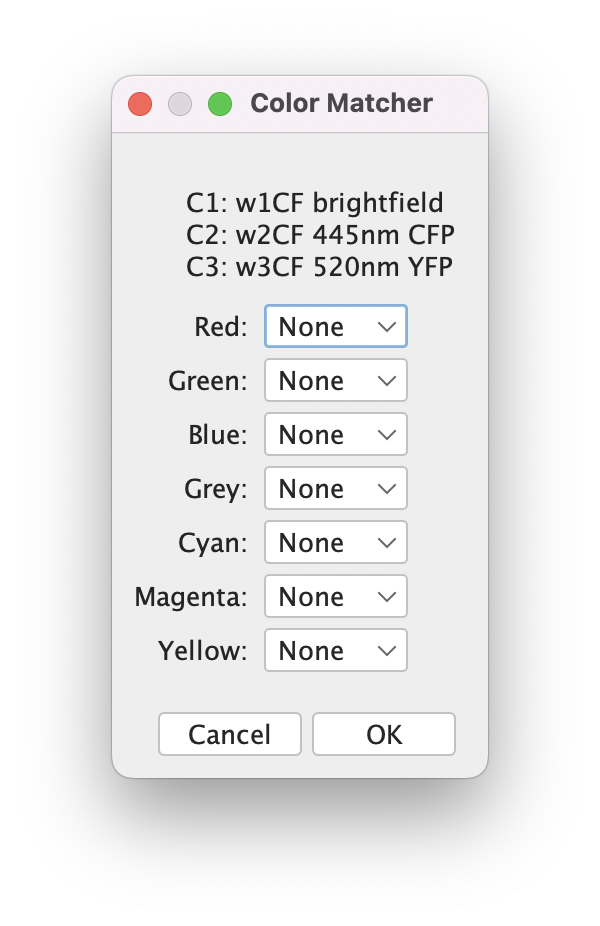 Color Matcher
C1: w1CF brightfield
C2: w2CF 445nm CFP
C3: w3CF 520nm YFP
Red: None
Green: None
Blue: None
Grey: None
Cyan: None
Magenta: None
Yellow: None
Cancel OK